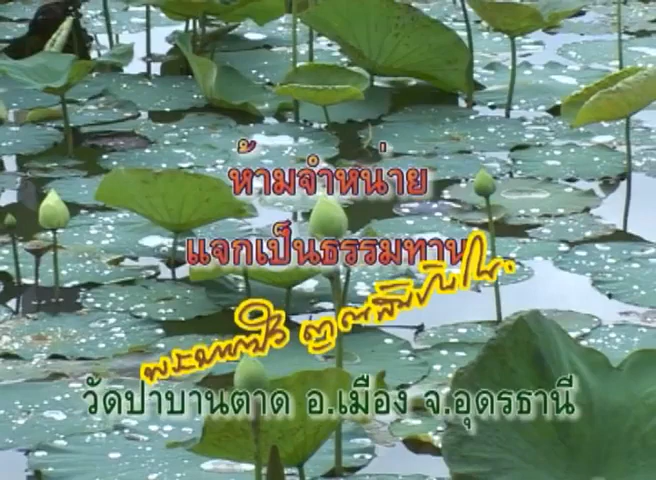 ห้ามจำหน่าย
แจกเป็นธรรมทาน
วัดป่าบ้านตาด อ.เมือง จ.อุดรธานี